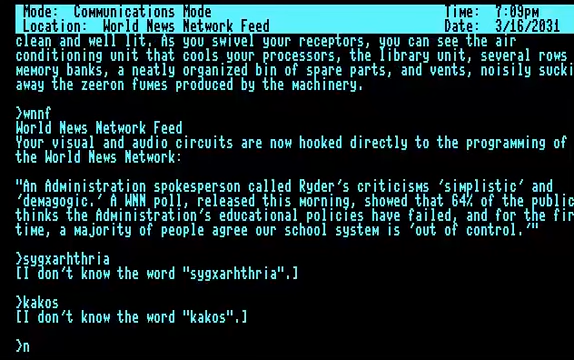 Mode: Communications Mode Time: 7:09pm
Location: World News Network Feed Date: 3/16/2031
clean and well lit. As you swivel your receptors, you can see the air
conditioning unit that cools your processors, the library unit, several rows
memory banks, a neatly organized bin of spare parts, and vents, noisily sucki
away the zeeron fumes produced by the machinery.
>wnnf
World News Network Feed
Your visual and audio circuits are now hooked directly to the programming of
the World News Network:
"An Administration spokesperson called Ryder's criticisms 'simplistic' and
'demagogic.' A WNN poll, released this morning, showed that 64% of the public
thinks the Administration's educational policies have failed, and for the fir
time, a majority of people agree our school system is 'out of control.'"
>sygxarhthria
[I don't know the word "sygxarhthria".]
>kakos
[I don't know the word "kakos".]
>n